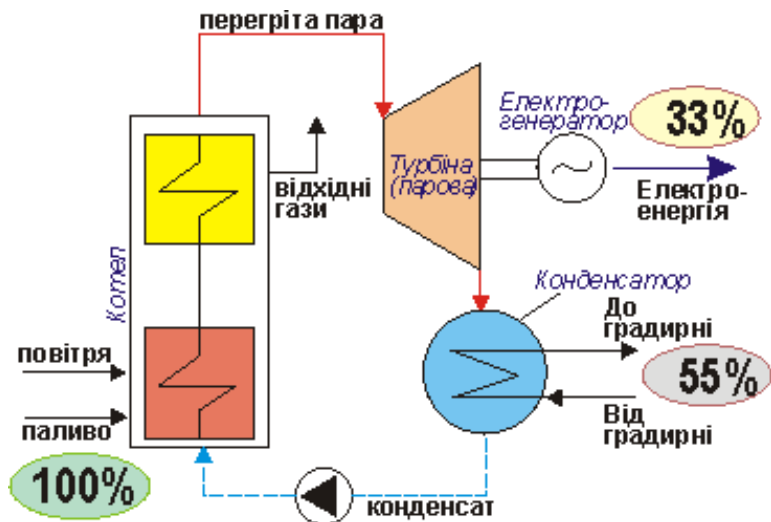 перегріта пара
Електро-
генератор
33%
Турбіна
(парова)
Електро-
енергія
відхідні
гази
Котел
Конденсатор
До
градирні
повітря
55%
паливо
Від
градирні
100%
конденсат